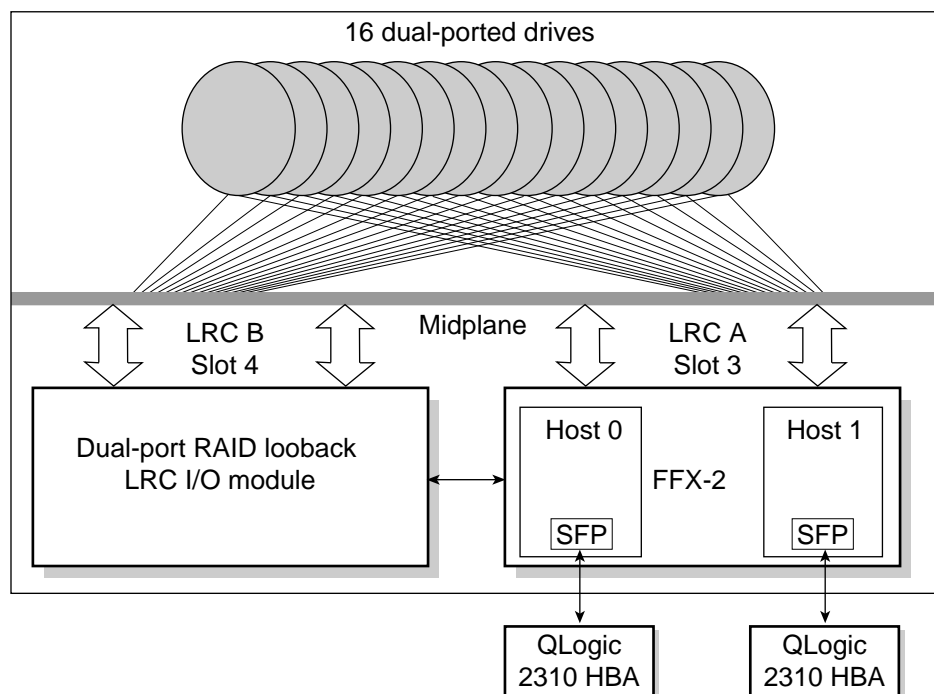 16 dual-ported drives
LRC B
Slot 4
Midplane
LRC A
Slot 3
Dual-port RAID looback
LRC I/O module
Host 0
FFX-2
Host 1
SFP
SFP
QLogic
2310 HBA
QLogic
2310 HBA